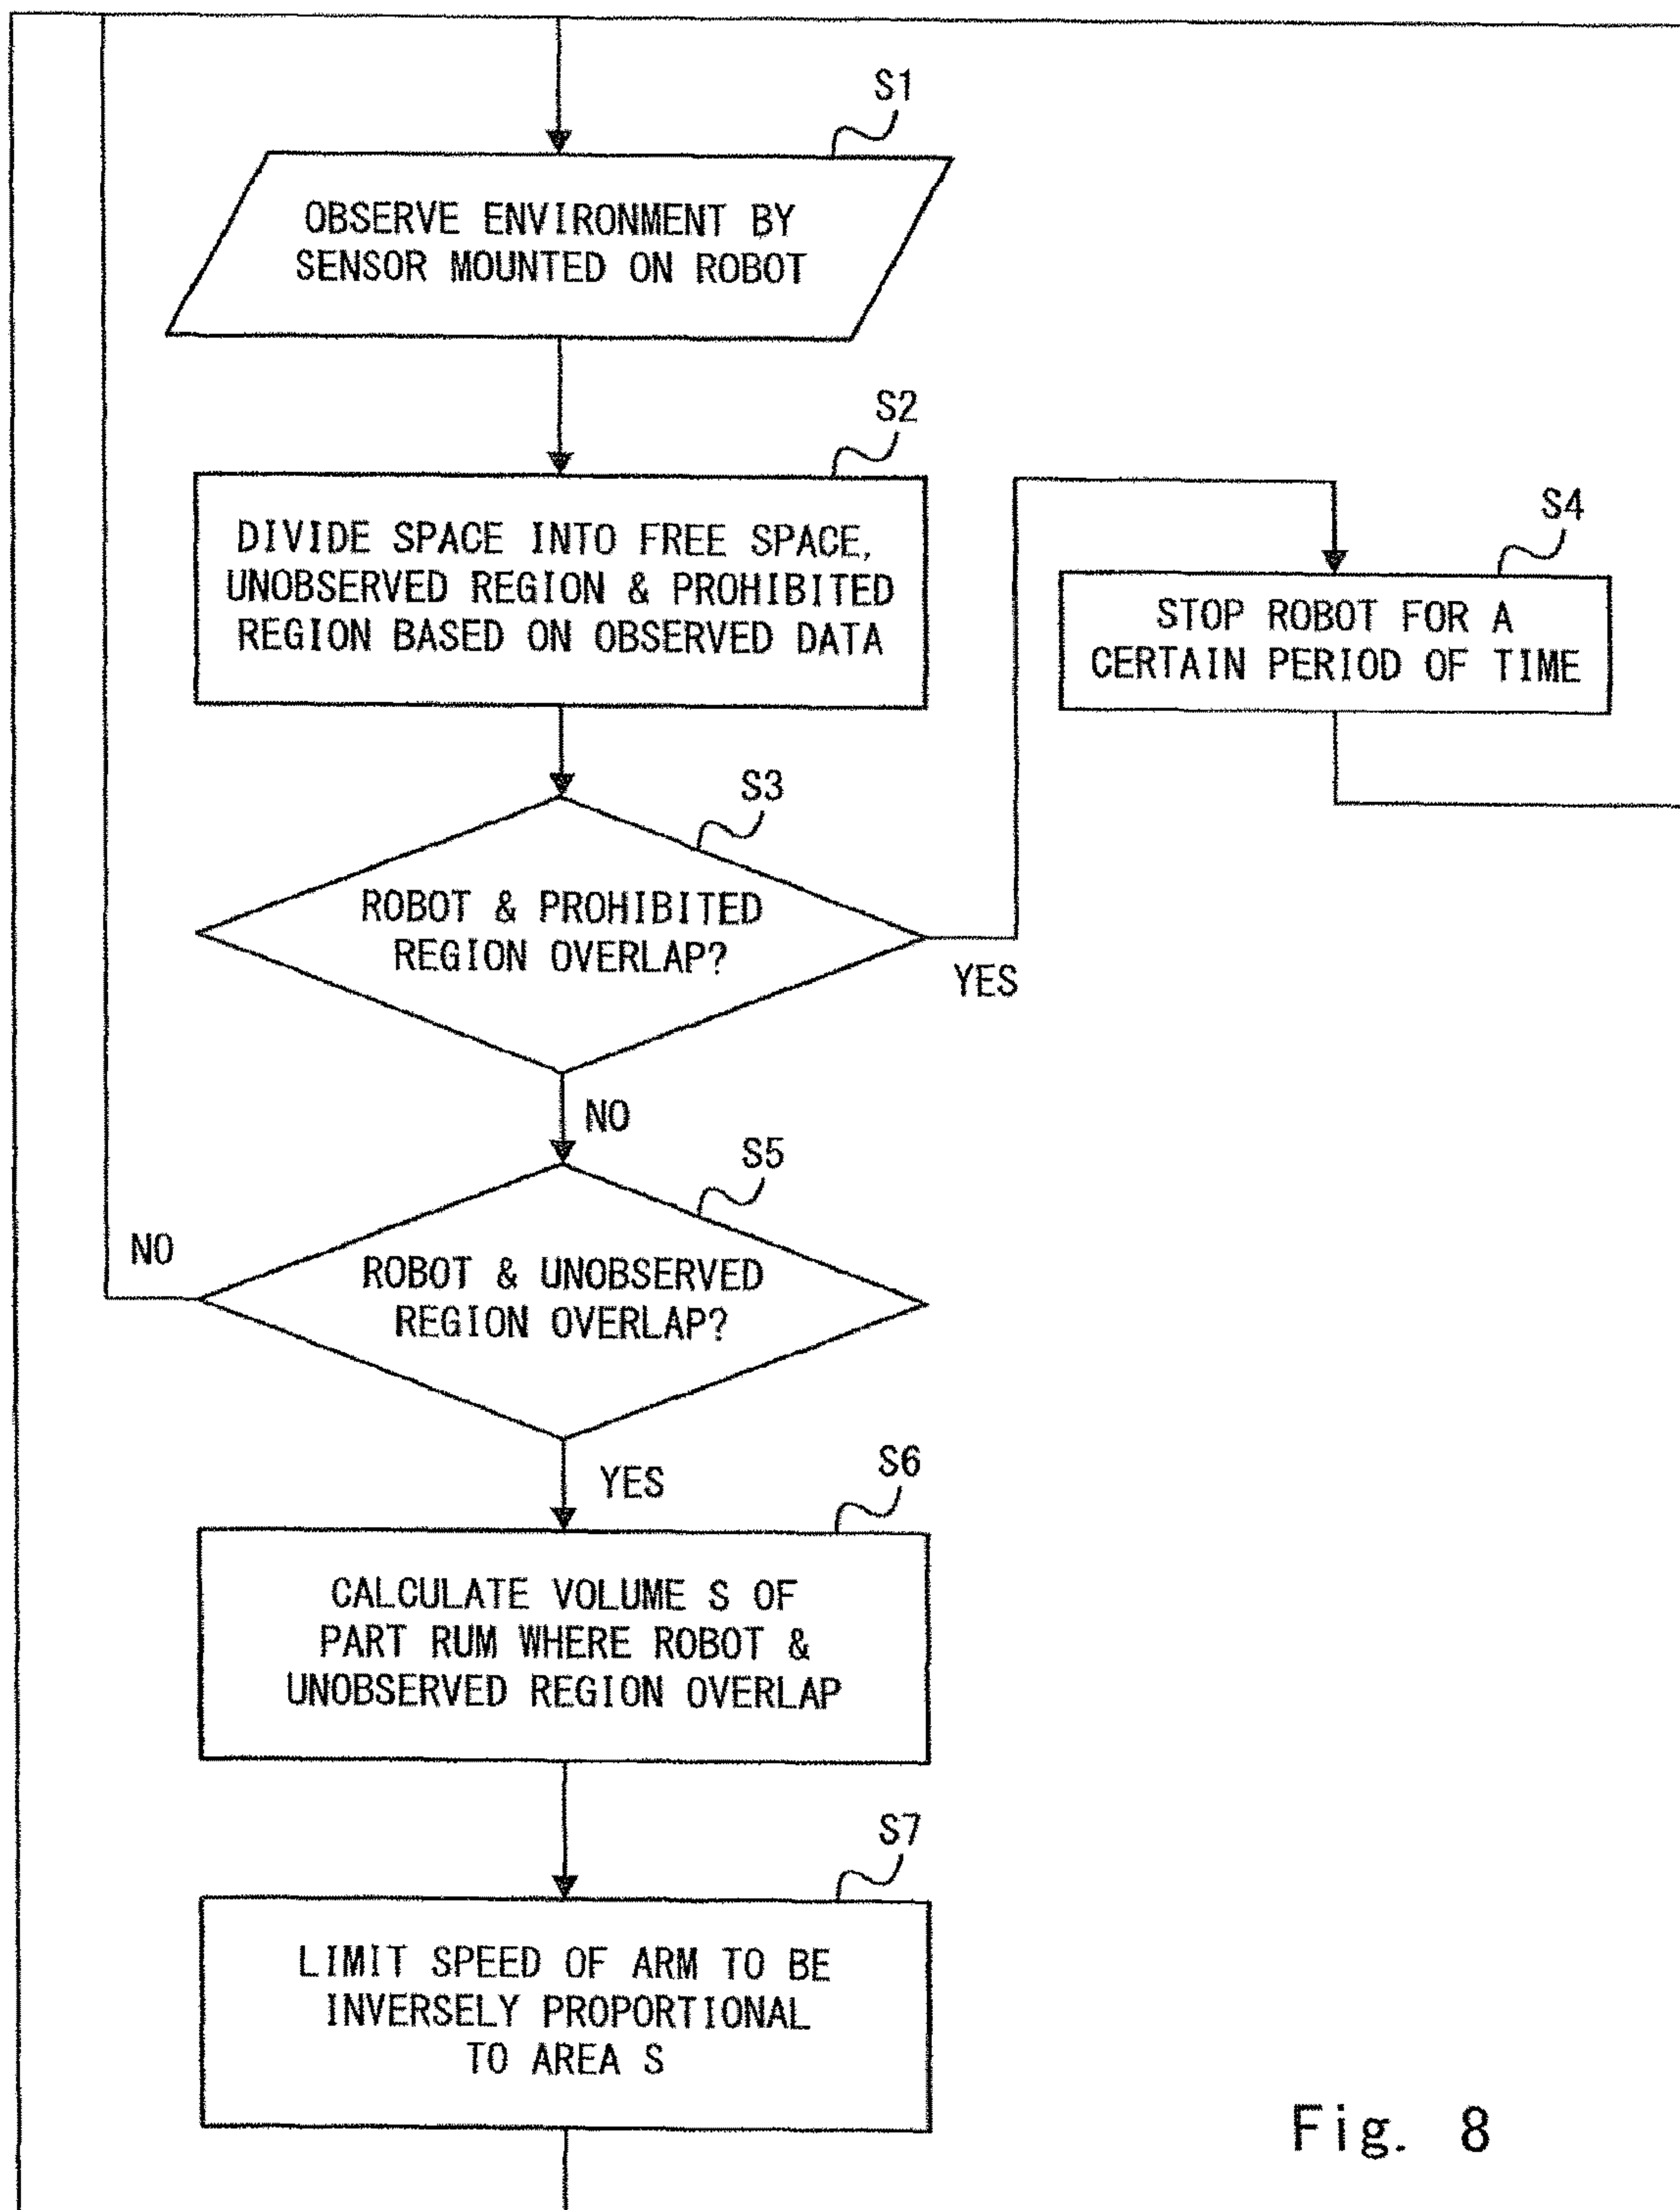 S1
OBSERVE ENVIRONMENT BY
SENSOR MOUNTED ON ROBOT
S2
DIVIDE SPACE INTO FREE SPACE,
UNOBSERVED REGION & PROHIBITED
REGION BASED ON OBSERVED DATA
S4
STOP ROBOT FOR A
CERTAIN PERIOD OF TIME
S3
ROBOT & PROHIBITED
REGION OVERLAP?
YES
NO
S5
NO
ROBOT & UNOBSERVED
REGION OVERLAP?
YES
S6
CALCULATE VOLUME S OF
PART RUM WHERE ROBOT &
UNOBSERVED REGION OVERLAP
S7
LIMIT SPEED OF ARM TO BE
INVERSELY PROPORTIONAL
TO AREA S
Fig. 8